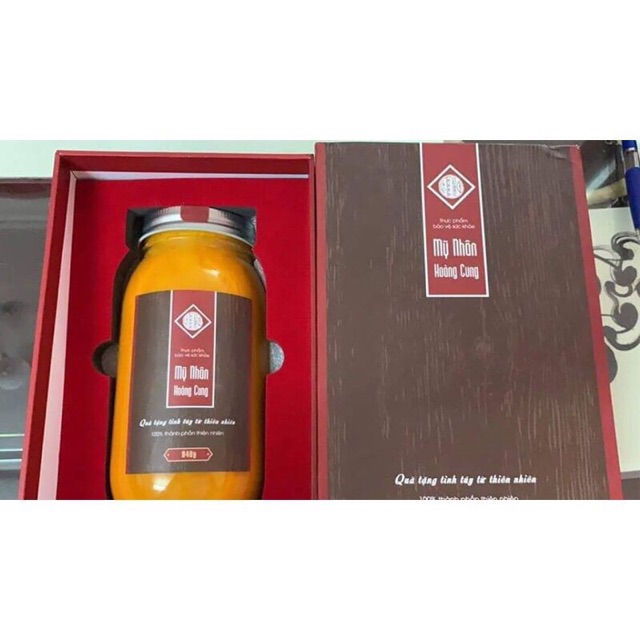 thực phẩm
bảo vệ sức khỏe
Mỹ Nhân
Hoàng Cung
Quà tặng tinh túy từ thiên nhiên
100% thành phần thiên nhiên
840g
thực phẩm
bảo vệ sức khỏe
Mỹ Nhân
Hoàng Cung
Quà tặng tinh túy từ thiên nhiên
100% thành phần thiên nhiên